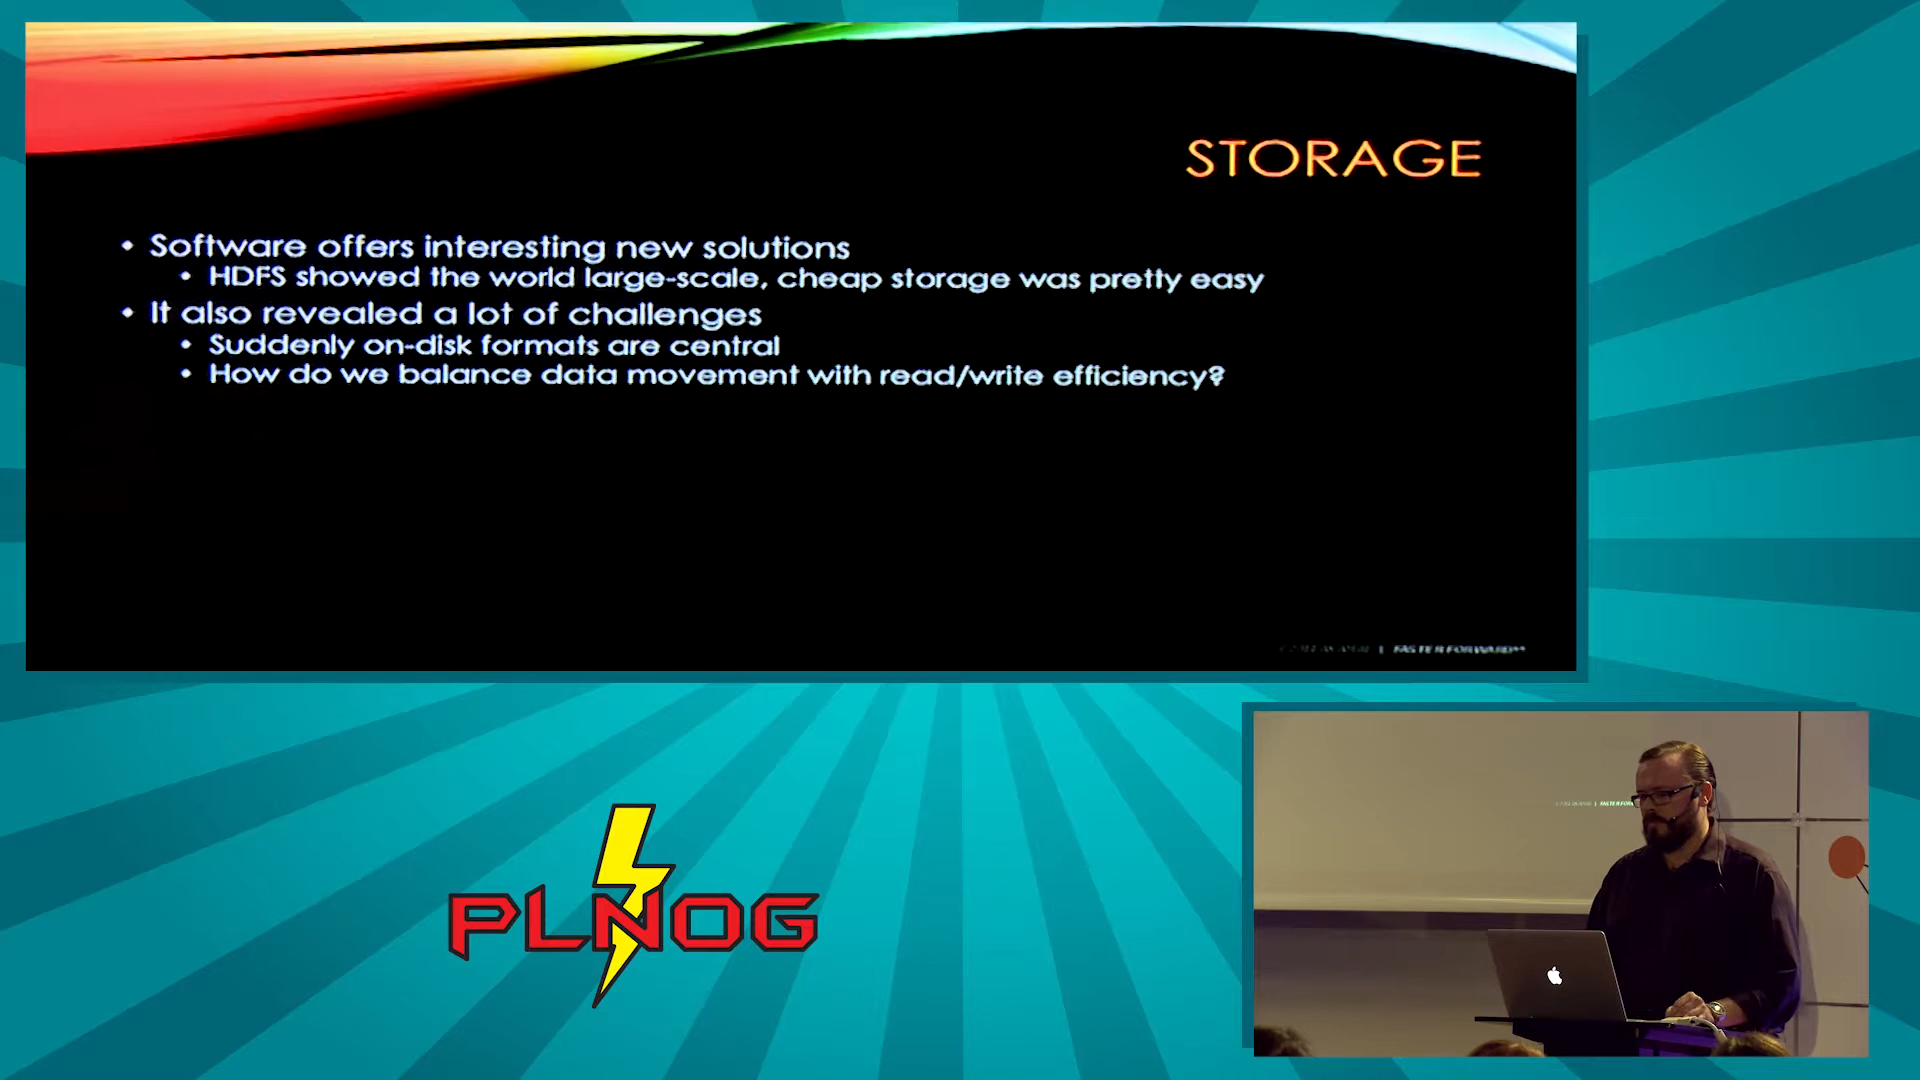 STORAGE
• Software offers interesting new solutions
• HDFS showed the world large-scale, cheap storage was pretty easy
• It also revealed a lot of challenges
• Suddenly on-disk formats are central
• How do we balance data movement with read/write efficiency?
| FASTER FORWARD
PLNOG